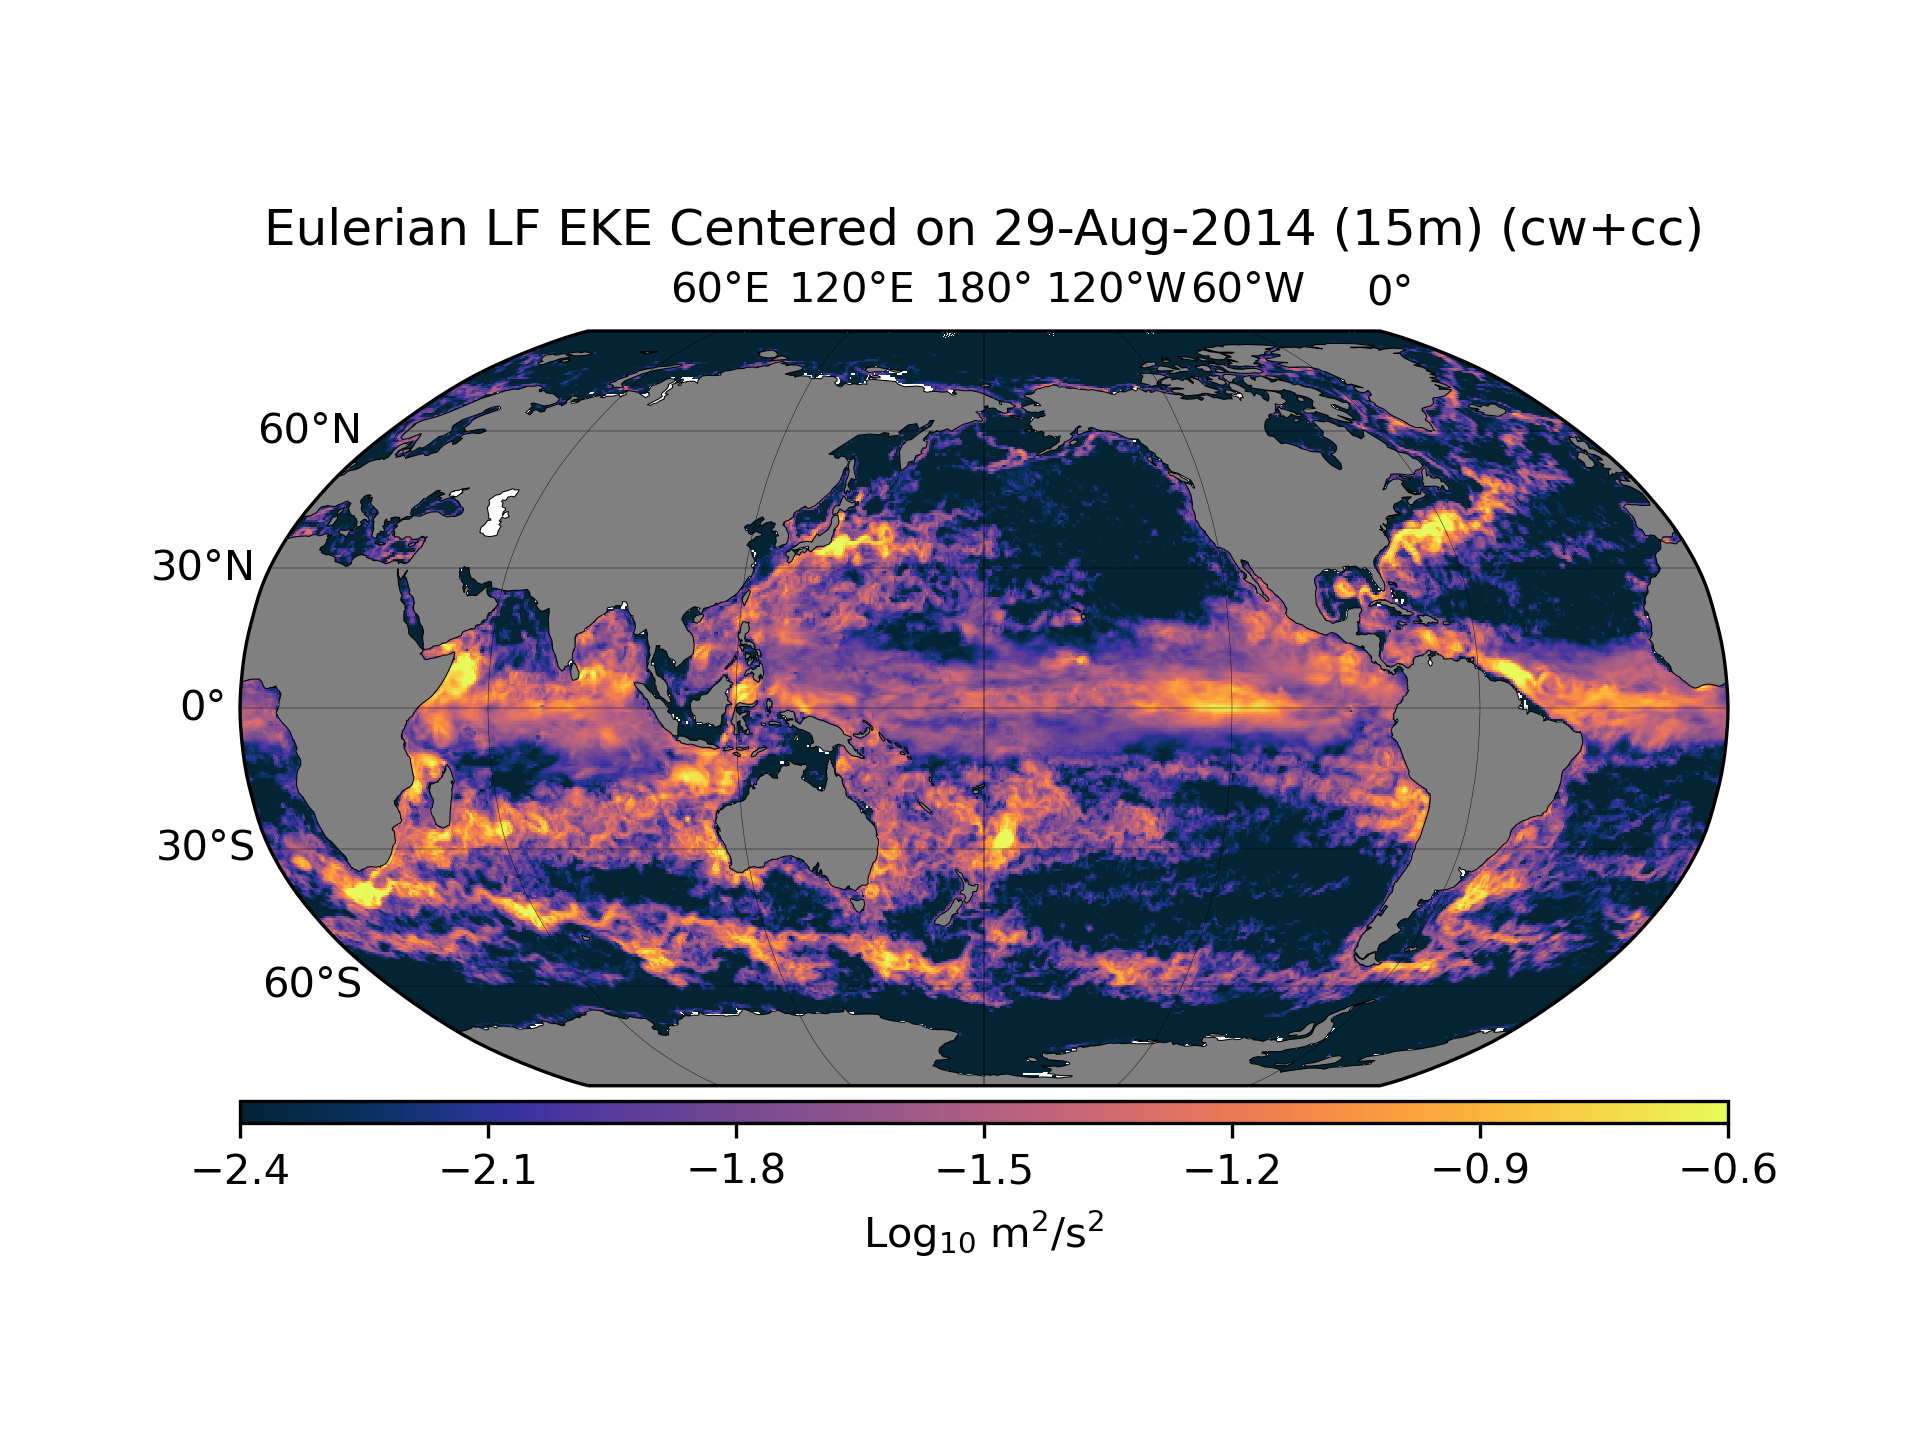 Eulerian LF EKE Centered on 29-Aug-2014 (15m) (cw+cc)
60°E 120°E 180° 120°W 60°W 0°
60°N
30°N
0°
30°S
60°S
−2.4 −2.1 −1.8 −1.5 −1.2 −0.9 −0.6
Log₁₀ m²/s²